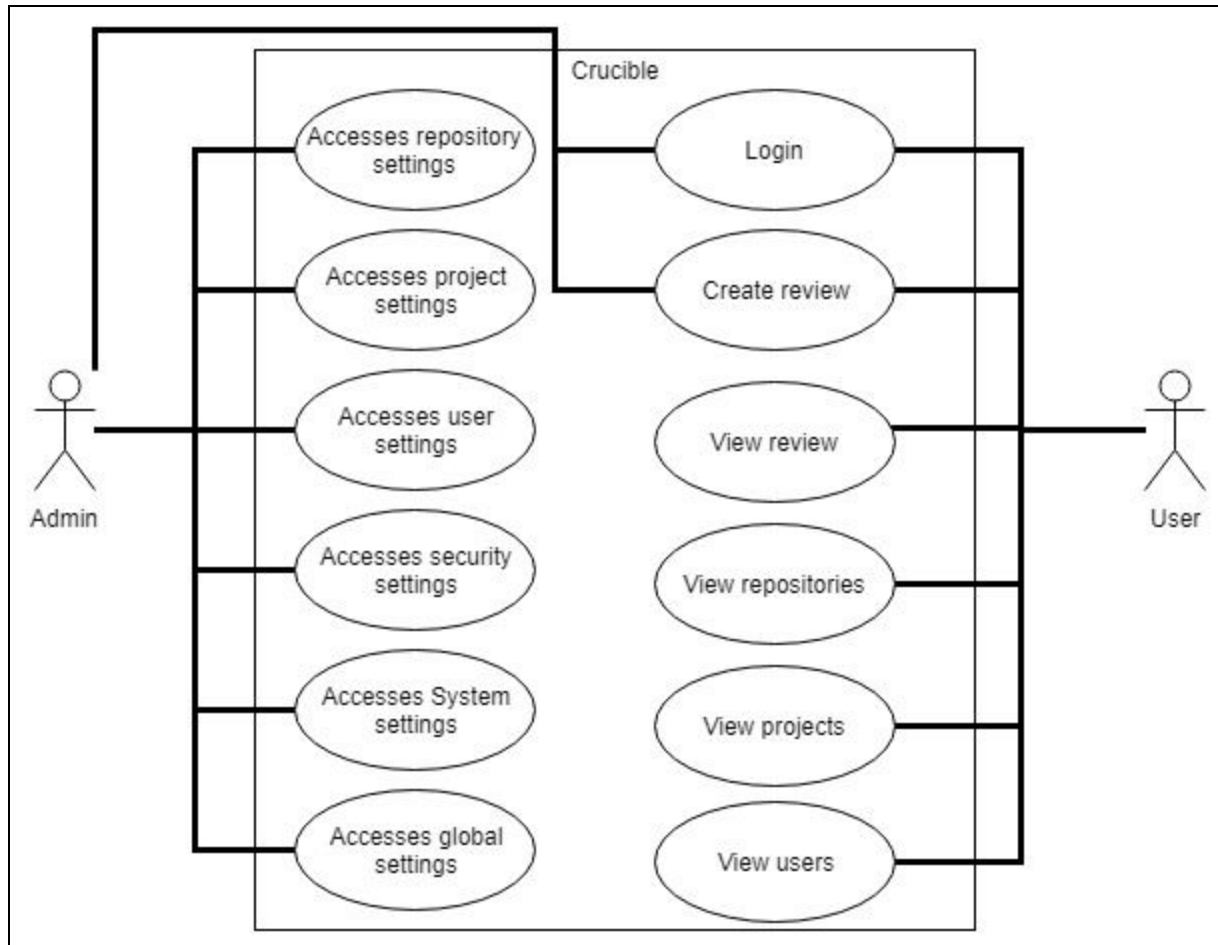 Crucible
Accesses repository
settings
Login
Accesses project
settings
Create review
Accesses user
settings
View review
Admin
User
Accesses security
settings
View repositories
Accesses System
settings
View projects
Accesses global
settings
View users